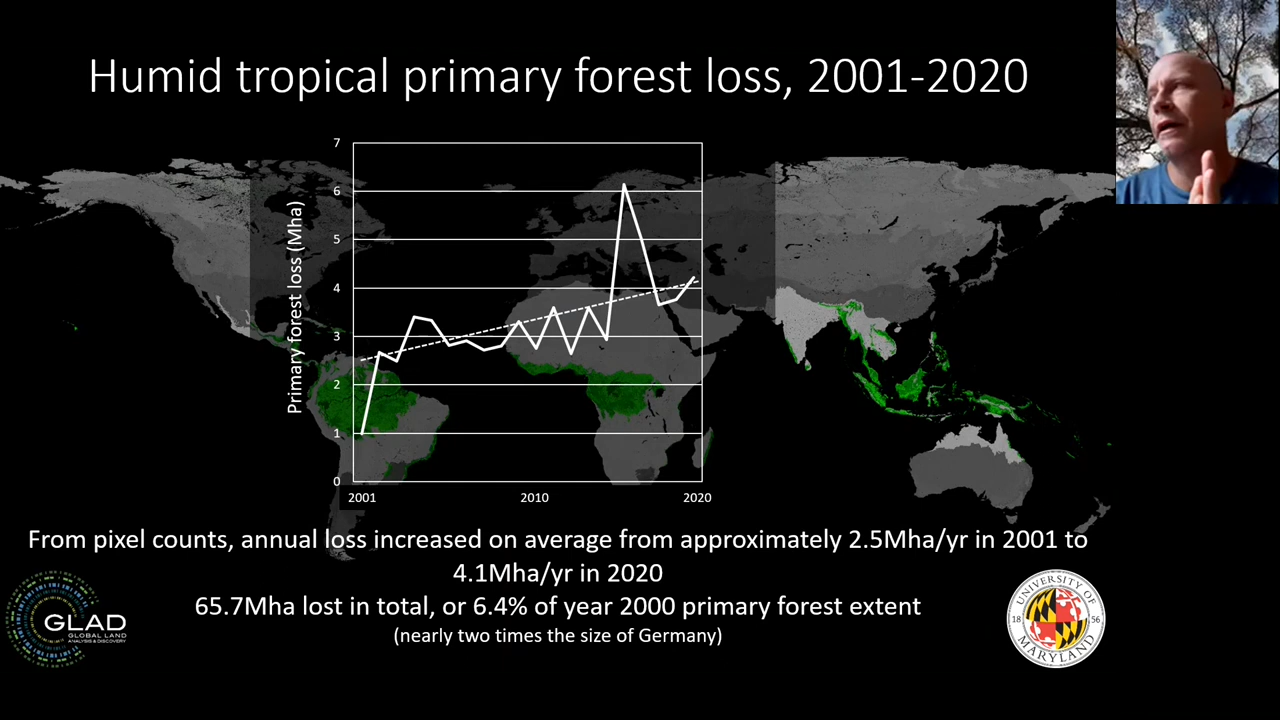 Humid tropical primary forest loss, 2001-2020
7
6
5
4
3
2
1
0
Primary forest loss (Mha)
2001
2010
2020
From pixel counts, annual loss increased on average from approximately 2.5Mha/yr in 2001 to
4.1Mha/yr in 2020
65.7Mha lost in total, or 6.4% of year 2000 primary forest extent
(nearly two times the size of Germany)
GLAD
GLOBAL LAND
ANALYSIS & DISCOVERY
UNIVERSITY OF
18 56
MARYLAND